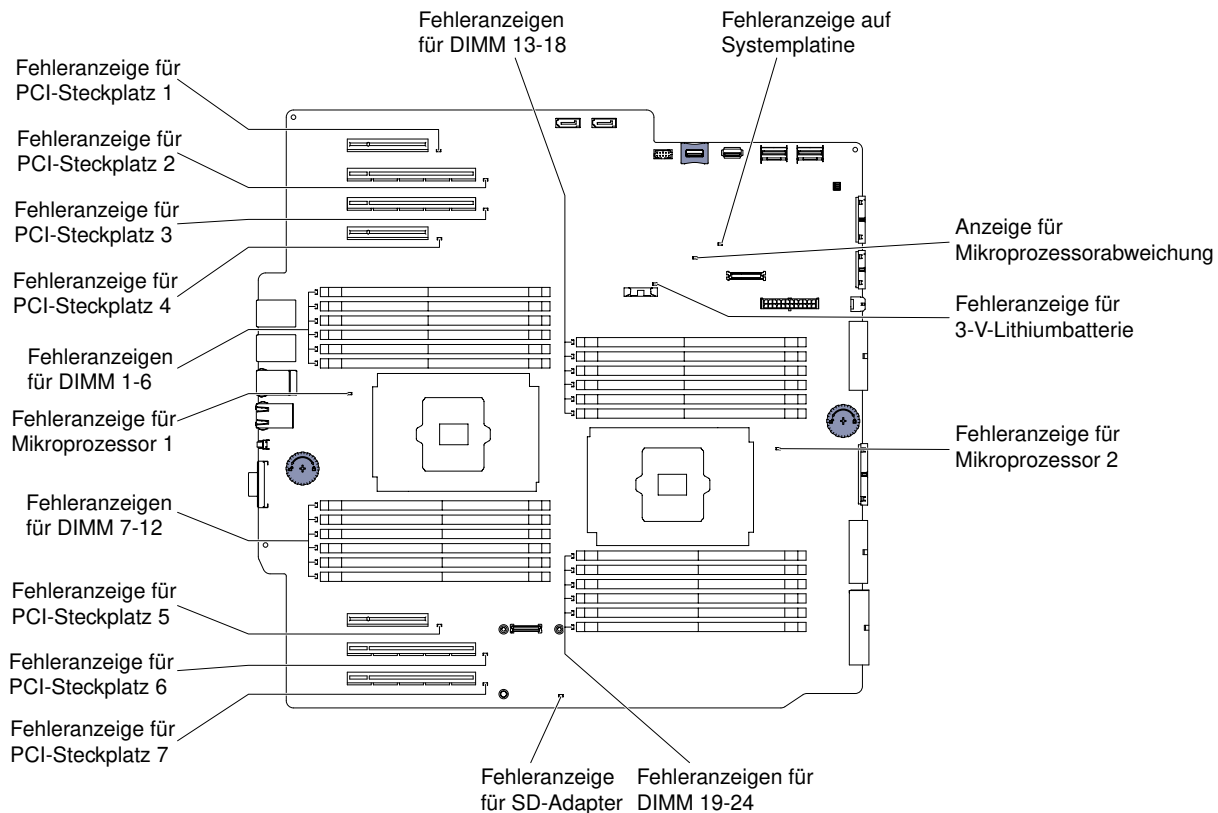 Fehleranzeigen
für DIMM 13-18
Fehleranzeige auf
Systemplatine
Fehleranzeige für
PCI-Steckplatz 1
Fehleranzeige für
PCI-Steckplatz 2
Fehleranzeige für
PCI-Steckplatz 3
Fehleranzeige für
PCI-Steckplatz 4
Fehleranzeigen
für DIMM 1-6
Fehleranzeige für
Mikroprozessor 1
Fehleranzeigen
für DIMM 7-12
Fehleranzeige für
PCI-Steckplatz 5
Fehleranzeige für
PCI-Steckplatz 6
Fehleranzeige für
PCI-Steckplatz 7
Anzeige für
Mikroprozessorabweichung
Fehleranzeige für
3-V-Lithiumbatterie
Fehleranzeige für
Mikroprozessor 2
Fehleranzeige
für SD-Adapter
Fehleranzeigen für
DIMM 19-24